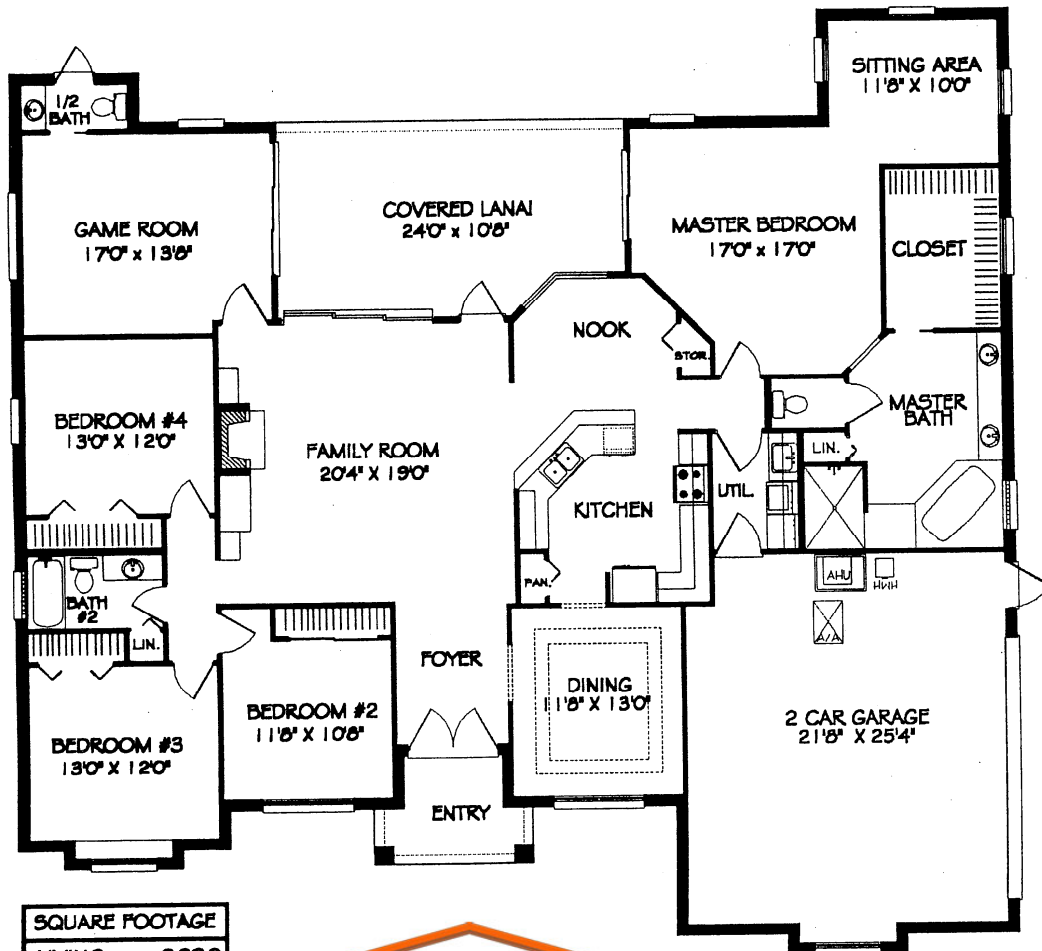 SITTING AREA
11'8" X 10'0"
1/2
BATH
GAME ROOM
17'0" x 13'8"
COVERED LANAI
24'0" x 10'8"
MASTER BEDROOM
17'0" x 17'0"
CLOSET
NOOK
STOR.
BEDROOM #4
13'0" X 12'0"
MASTER
BATH
FAMILY ROOM
20'4" X 19'0"
LIN.
UTIL.
KITCHEN
PAN.
AHU
HWH
A/A
BATH
#2
LIN.
FOYER
DINING
11'8" X 13'0"
BEDROOM #2
11'8" X 10'8"
2 CAR GARAGE
21'8" X 25'4"
BEDROOM #3
13'0" X 12'0"
ENTRY
SQUARE FOOTAGE